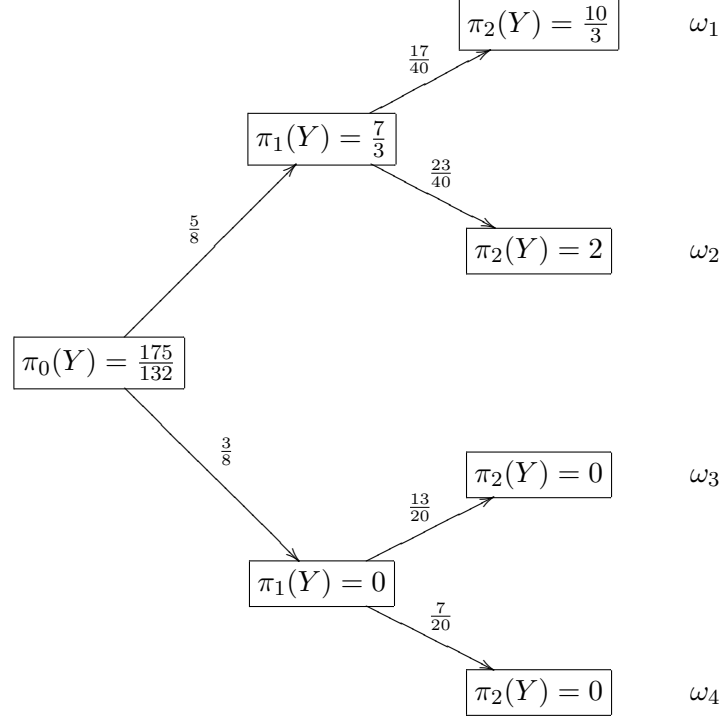 π₂(Y) = 10/3 ω₁
17/40
π₁(Y) = 7/3
23/40
5/8
π₂(Y) = 2 ω₂
π₀(Y) = 175/132
3/8
π₂(Y) = 0 ω₃
13/20
π₁(Y) = 0
7/20
π₂(Y) = 0 ω₄